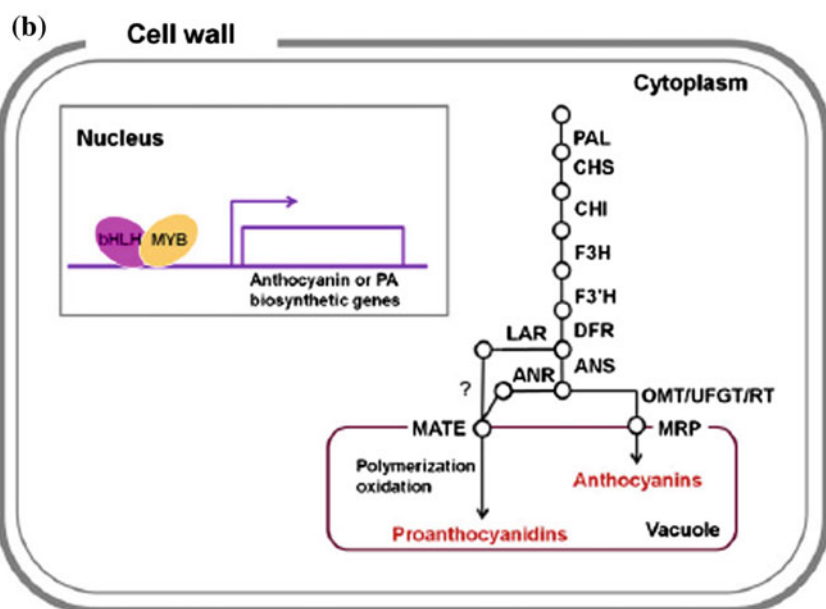 (b)
Cell wall
Cytoplasm
Nucleus
bHLH MYB
Anthocyanin or PA
biosynthetic genes
PAL
CHS
CHI
F3H
F3'H
DFR
LAR
ANS
ANR
?
OMT/UFGT/RT
MATE
MRP
Polymerization
oxidation
Anthocyanins
Proanthocyanidins
Vacuole